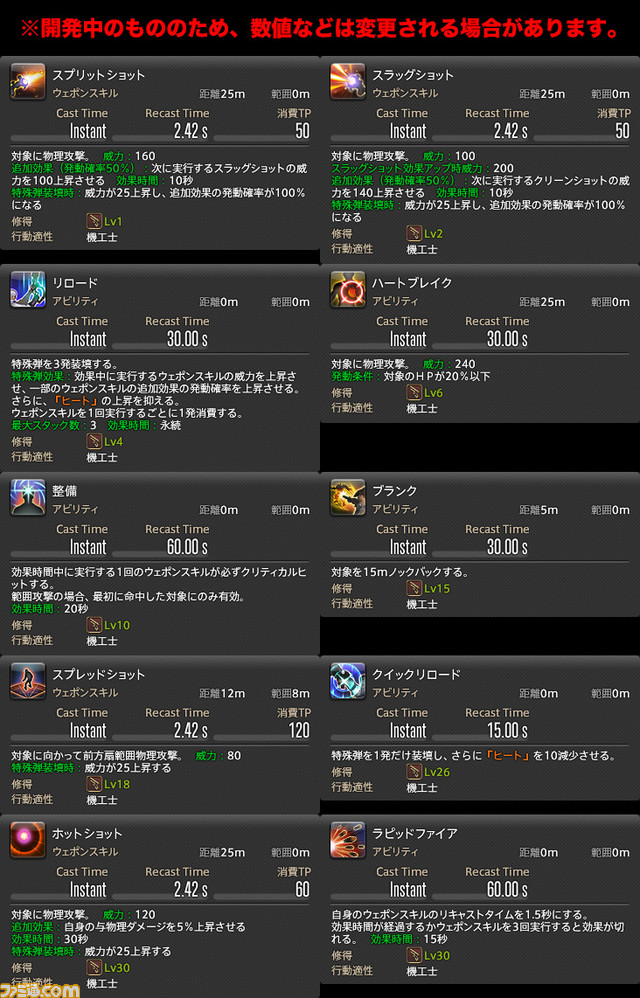 ※開発中のもののため、数値などは変更される場合があります。
スプリットショット
ウェポンスキル 距離25m 範囲0m
Cast Time Recast Time 消費TP
Instant 2.42 s 50
対象に物理攻撃。 威力：160
追加効果（発動確率50%）：次に実行するスラッグショットの威
力を100上昇させる 効果時間：10秒
特殊弾装填時：威力が25上昇し、追加効果の発動確率が100%
になる
修得 Lv1
行動適性 機工士
スラッグショット
ウェポンスキル 距離25m 範囲0m
Cast Time Recast Time 消費TP
Instant 2.42 s 50
対象に物理攻撃。 威力：100
スラッグショット効果アップ時威力：200
追加効果（発動確率50%）：次に実行するクリーンショットの威
力を140上昇させる 効果時間：10秒
特殊弾装填時：威力が25上昇し、追加効果の発動確率が100%
になる
修得 Lv2
行動適性 機工士
リロード
アビリティ 距離0m 範囲0m
Cast Time Recast Time
Instant 30.00 s
特殊弾を3発装填する。
特殊弾効果：効果中に実行するウェポンスキルの威力を上昇さ
せ、一部のウェポンスキルの追加効果の発動確率を上昇させる。
さらに、「ヒート」の上昇を抑える。
ウェポンスキルを1回実行するごとに1発消費する。
最大スタック数：3 効果時間：永続
修得 Lv4
行動適性 機工士
ハートブレイク
アビリティ 距離25m 範囲0m
Cast Time Recast Time
Instant 30.00 s
対象に物理攻撃。 威力：240
発動条件：対象のＨＰが20%以下
修得 Lv6
行動適性 機工士
整備
アビリティ 距離0m 範囲0m
Cast Time Recast Time
Instant 60.00 s
効果時間中に実行する1回のウェポンスキルが必ずクリティカルヒ
ットする。
範囲攻撃の場合、最初に命中した対象にのみ有効。
効果時間：20秒
修得 Lv10
行動適性 機工士
ブランク
アビリティ 距離5m 範囲0m
Cast Time Recast Time
Instant 30.00 s
対象を15mノックバックする。
修得 Lv15
行動適性 機工士
スプレッドショット
ウェポンスキル 距離12m 範囲8m
Cast Time Recast Time 消費TP
Instant 2.42 s 120
対象に向かって前方扇範囲物理攻撃。 威力：80
特殊弾装填時：威力が25上昇する
修得 Lv18
行動適性 機工士
クイックリロード
アビリティ 距離0m 範囲0m
Cast Time Recast Time
Instant 15.00 s
特殊弾を1発だけ装填し、さらに「ヒート」を10減少させる。
修得 Lv26
行動適性 機工士
ホットショット
ウェポンスキル 距離25m 範囲0m
Cast Time Recast Time 消費TP
Instant 2.42 s 60
対象に物理攻撃。 威力：120
追加効果：自身の与物理ダメージを5%上昇させる
効果時間：30秒
特殊弾装填時：威力が25上昇する
修得 Lv30
行動適性 機工士
ラピッドファイア
アビリティ 距離0m 範囲0m
Cast Time Recast Time
Instant 60.00 s
自身のウェポンスキルのリキャストタイムを1.5秒にする。
効果時間が経過するかウェポンスキルを3回実行すると効果が切
れる。 効果時間：15秒
修得 Lv30
行動適性 機工士
ファミ通.com